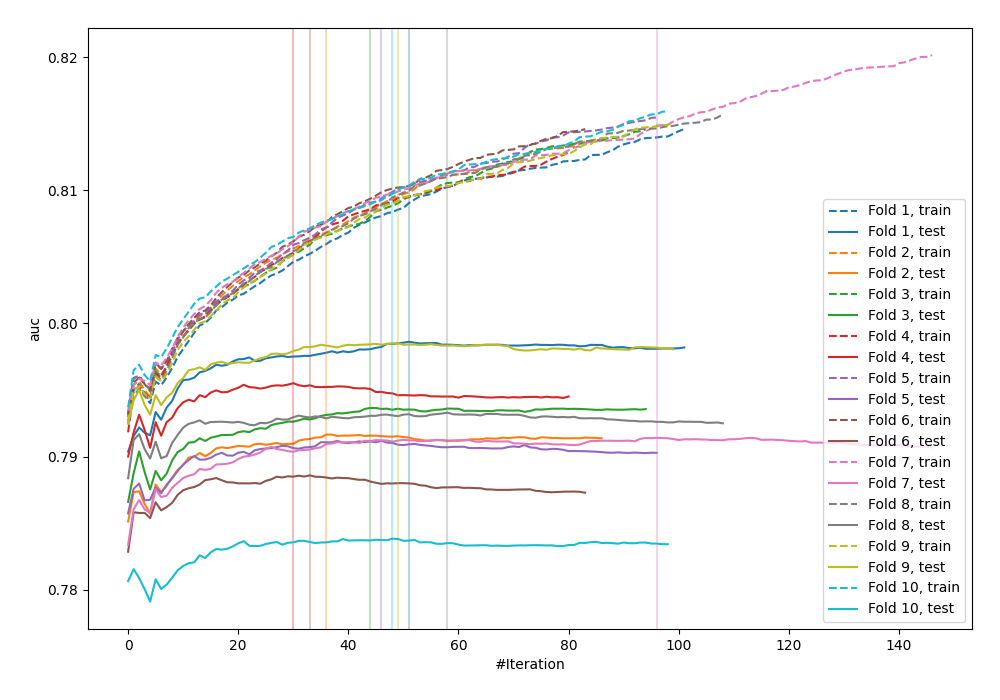 0.82
0.81
0.80
0.79
0.78
auc
0
20
40
60
80
100
120
140
#Iteration
Fold 1, train
Fold 1, test
Fold 2, train
Fold 2, test
Fold 3, train
Fold 3, test
Fold 4, train
Fold 4, test
Fold 5, train
Fold 5, test
Fold 6, train
Fold 6, test
Fold 7, train
Fold 7, test
Fold 8, train
Fold 8, test
Fold 9, train
Fold 9, test
Fold 10, train
Fold 10, test